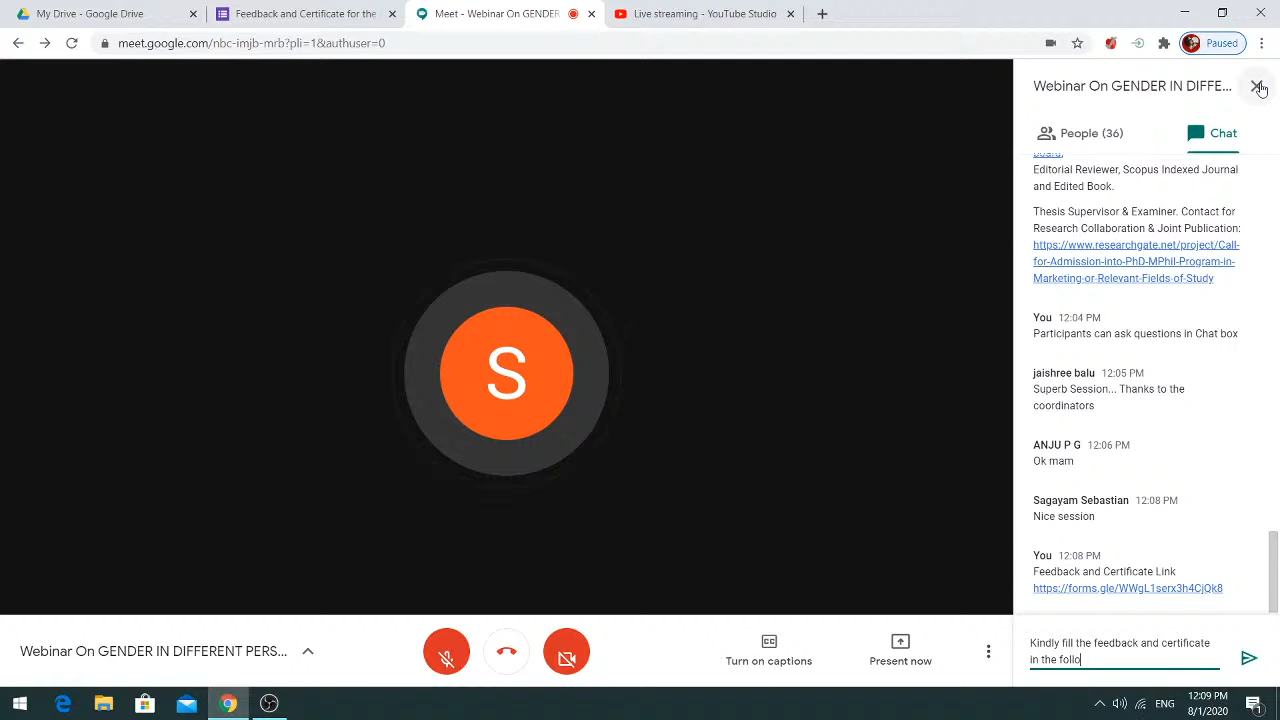 My Drive - Google Drive
Feedback and Certificate for the
Meet - Webinar On GENDER
Live streaming - YouTube Studio
meet.google.com/nbc-imjb-mrb?pli=1&authuser=0
Paused
Webinar On GENDER IN DIFFE...
People (36)
Chat
board,
Editorial Reviewer, Scopus Indexed Journal
and Edited Book.
Thesis Supervisor & Examiner. Contact for
Research Collaboration & Joint Publication:
https://www.researchgate.net/project/Call-
for-Admission-into-PhD-MPhil-Program-in-
Marketing-or-Relevant-Fields-of-Study
You 12:04 PM
Participants can ask questions in Chat box
jaishree balu 12:05 PM
Superb Session... Thanks to the
coordinators
ANJU P G 12:06 PM
Ok mam
Sagayam Sebastian 12:08 PM
Nice session
You 12:08 PM
Feedback and Certificate Link
https://forms.gle/WWgL1serx3h4CjQk8
S
Webinar On GENDER IN DIFFERENT PERS...
CC
Turn on captions
Present now
Kindly fill the feedback and certificate
in the follo
ENG
12:09 PM
8/1/2020